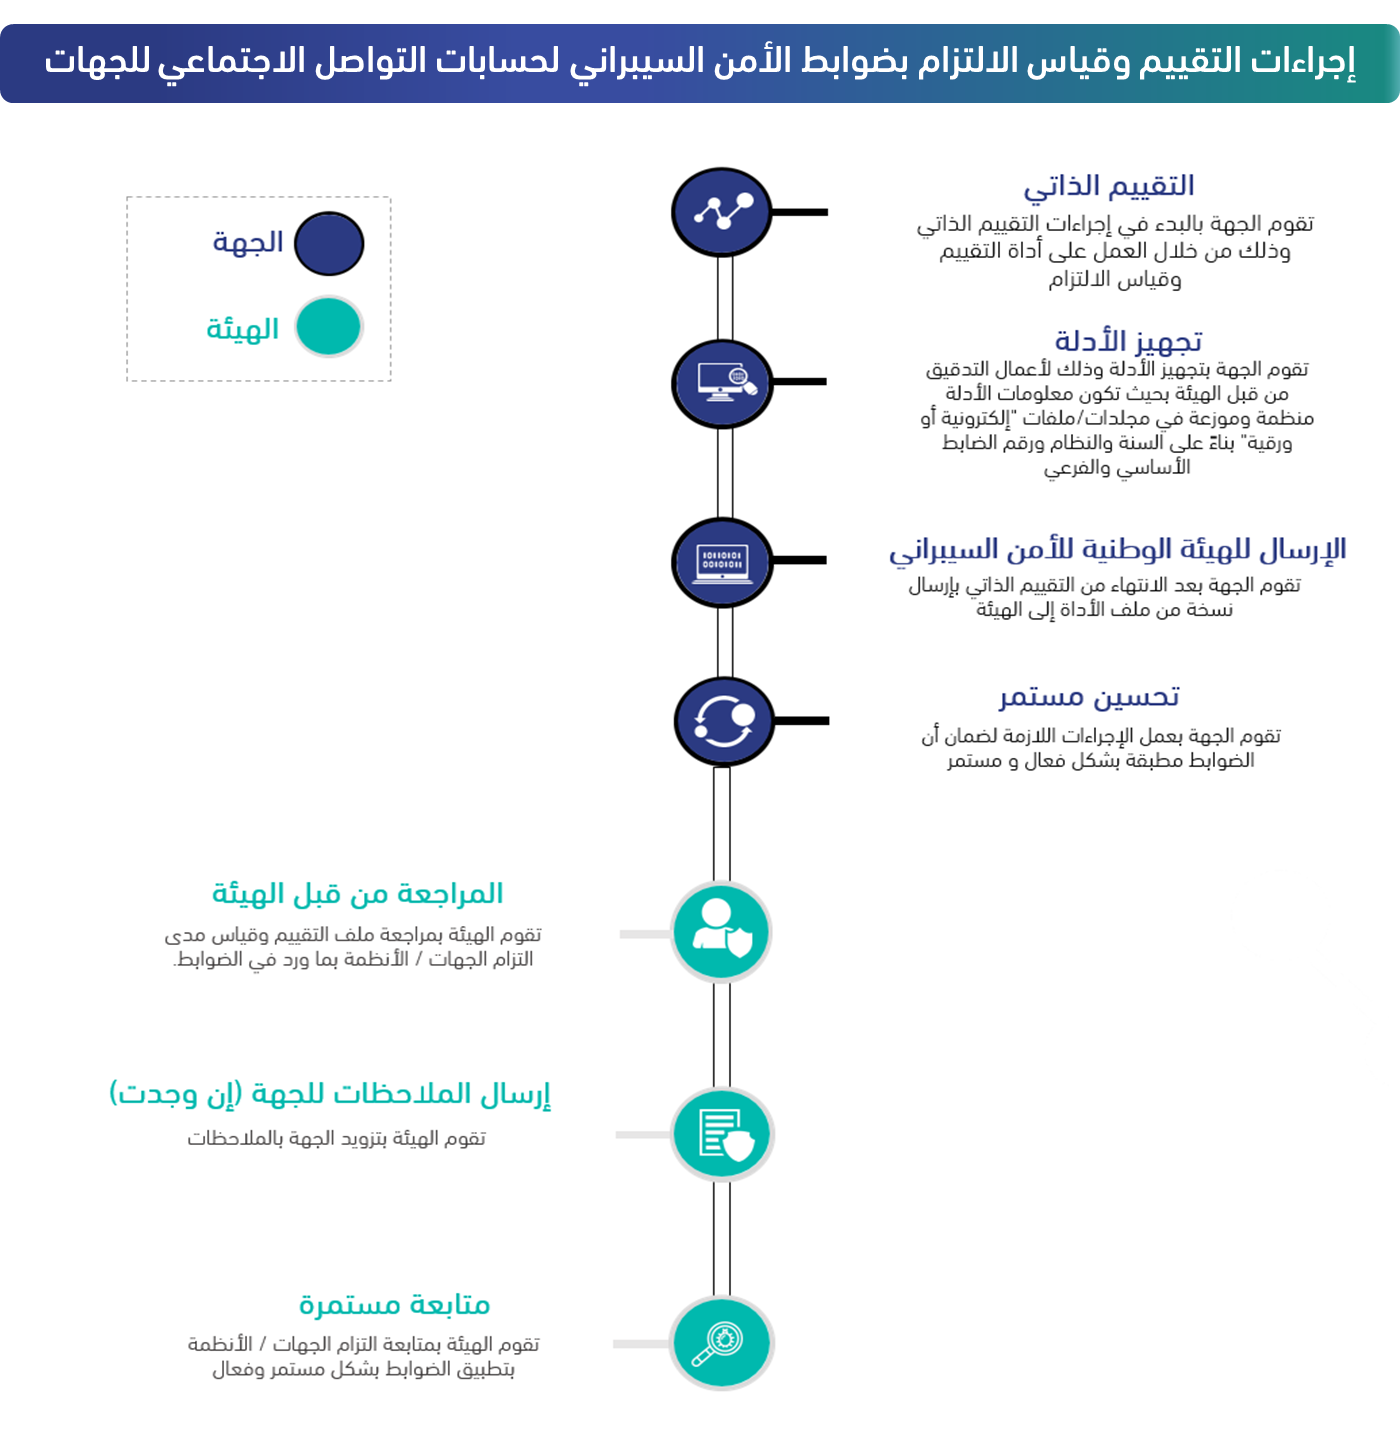 إجراءات التقييم وقياس الالتزام بضوابط الأمن السيبراني لحسابات التواصل الاجتماعي للجهات
الجهة
الهيئة
التقييم الذاتي
تقوم الجهة بالبدء في إجراءات التقييم الذاتي
وذلك من خلال العمل على أداة التقييم
وقياس الالتزام
تجهيز الأدلة
تقوم الجهة بتجهيز الأدلة وذلك لأعمال التدقيق
من قبل الهيئة بحيث تكون معلومات الأدلة
منظمة وموزعة في مجلدات/ملفات "إلكترونية أو
ورقية" بناءً على السنة والنظام ورقم الضابط
الأساسي والفرعي
الإرسال للهيئة الوطنية للأمن السيبراني
تقوم الجهة بعد الانتهاء من التقييم الذاتي بإرسال
نسخة من ملف الأداة إلى الهيئة
تحسين مستمر
تقوم الجهة بعمل الإجراءات اللازمة لضمان أن
الضوابط مطبقة بشكل فعال و مستمر
المراجعة من قبل الهيئة
تقوم الهيئة بمراجعة ملف التقييم وقياس مدى
التزام الجهات / الأنظمة بما ورد في الضوابط.
إرسال الملاحظات للجهة (إن وجدت)
تقوم الهيئة بتزويد الجهة بالملاحظات
متابعة مستمرة
تقوم الهيئة بمتابعة التزام الجهات / الأنظمة
بتطبيق الضوابط بشكل مستمر وفعال